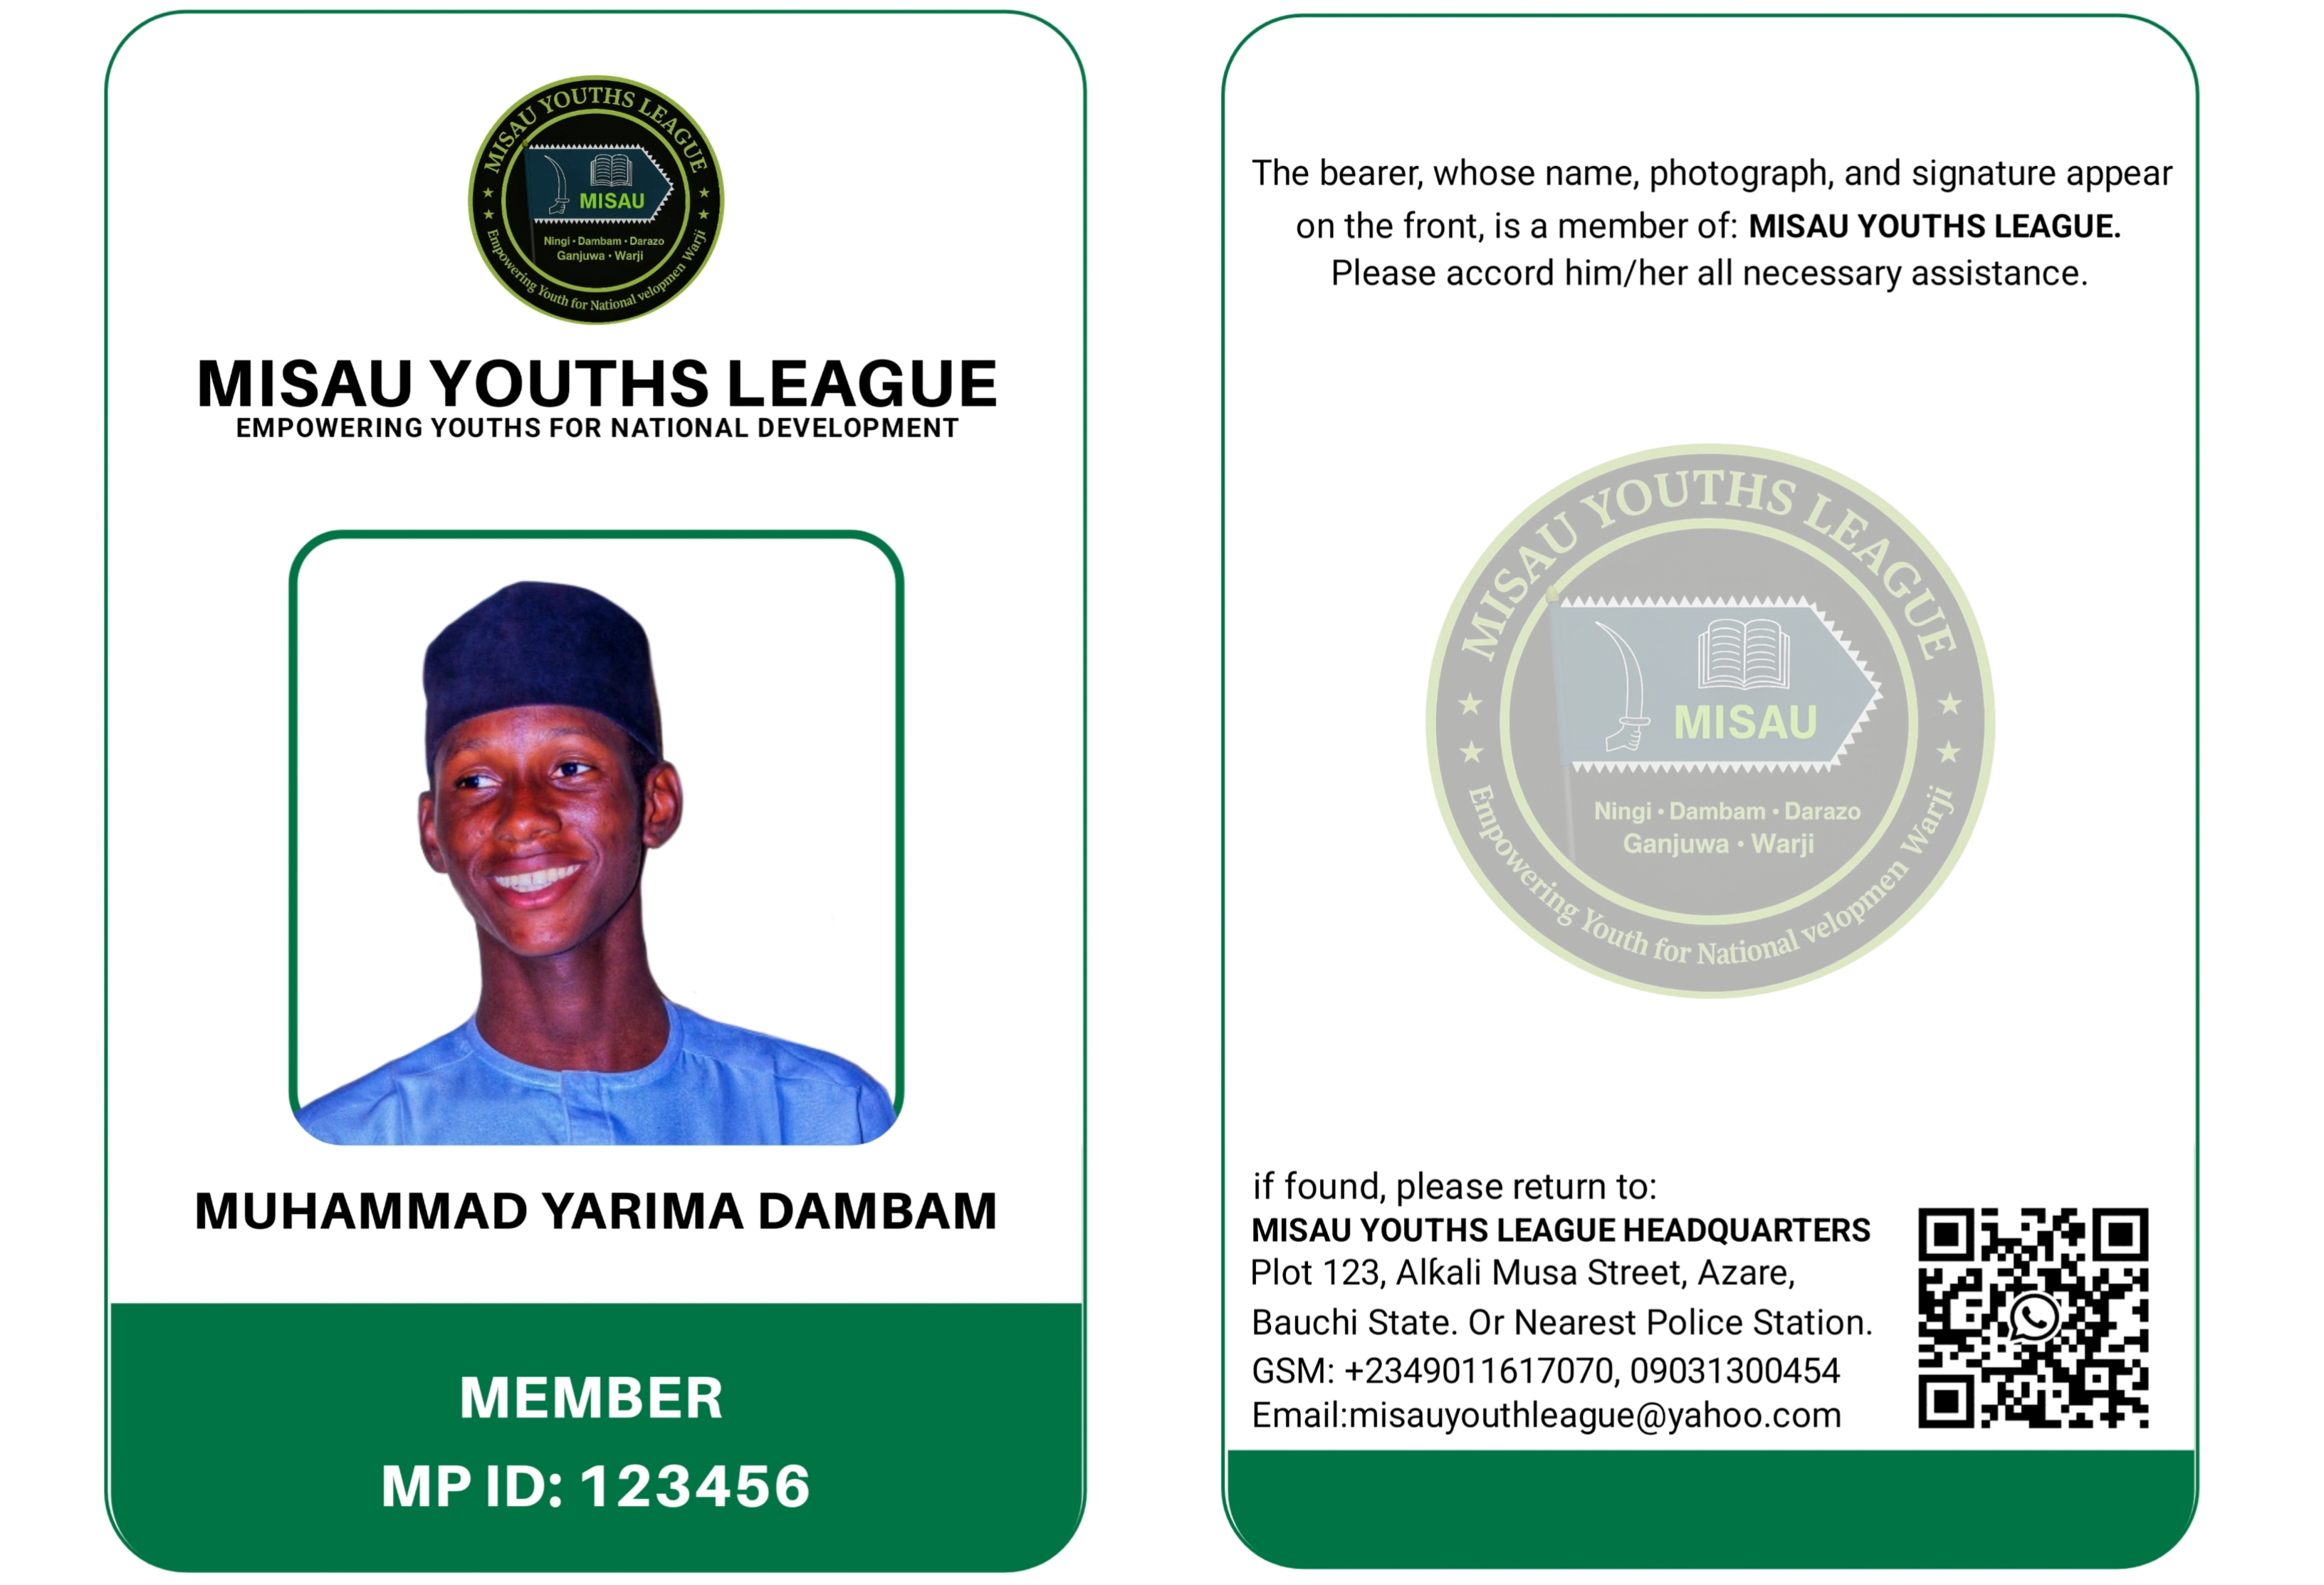 MISAU YOUTHS LEAGUE
MISAU
Ningi • Dambam • Darazo
Ganjuwa • Warji
Empowering Youth for National velopmen Warji
MISAU YOUTHS LEAGUE
EMPOWERING YOUTHS FOR NATIONAL DEVELOPMENT
MUHAMMAD YARIMA DAMBAM
MEMBER
MP ID: 123456
The bearer, whose name, photograph, and signature appear
on the front, is a member of: MISAU YOUTHS LEAGUE.
Please accord him/her all necessary assistance.
MISAU YOUTHS LEAGUE
MISAU
Ningi • Dambam • Darazo
Ganjuwa • Warji
Empowering Youth for National velopmen Warji
if found, please return to:
MISAU YOUTHS LEAGUE HEADQUARTERS
Plot 123, Alƙali Musa Street, Azare,
Bauchi State. Or Nearest Police Station.
GSM: +2349011617070, 09031300454
Email:misauyouthleague@yahoo.com